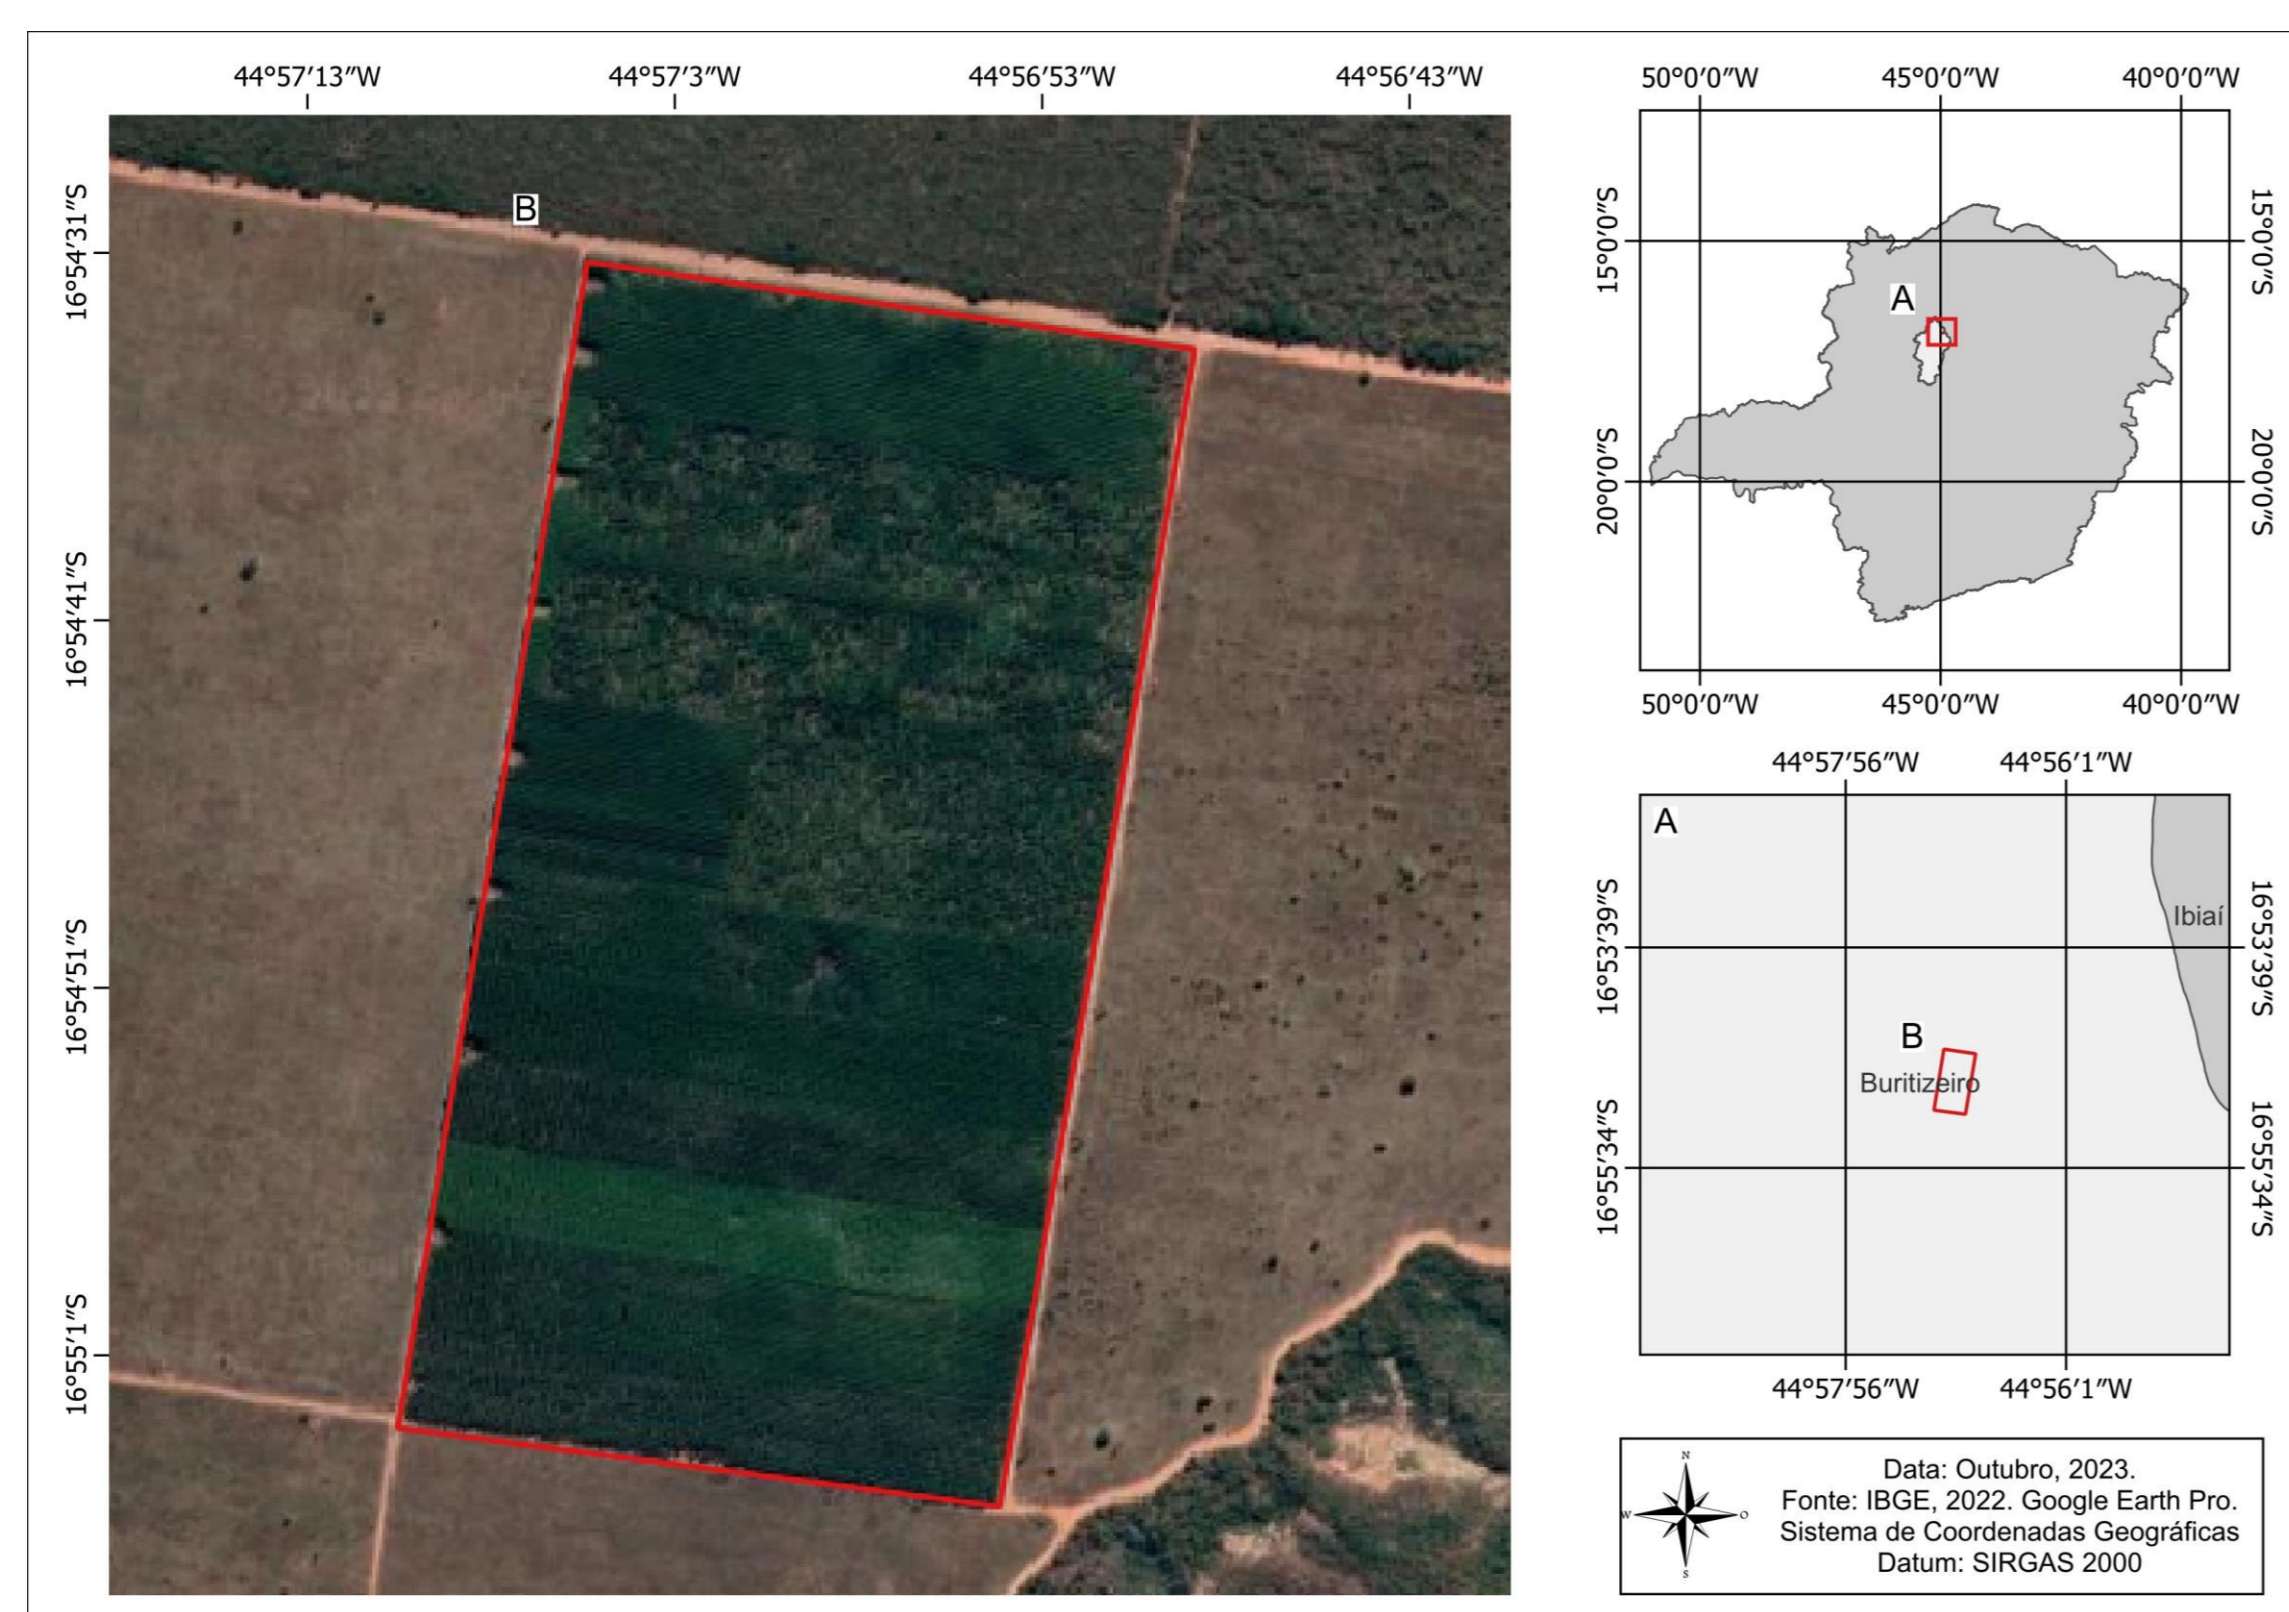 44°57′13″W 44°57′3″W 44°56′53″W 44°56′43″W
16°54′31″S
16°54′41″S
16°54′51″S
16°55′1″S
B
50°0′0″W 45°0′0″W 40°0′0″W
15°0′0″S 15°0′0″S
A
20°0′0″S 20°0′0″S
50°0′0″W 45°0′0″W 40°0′0″W
44°57′56″W 44°56′1″W
A
Ibiaí
16°53′39″S 16°53′39″S
B
Buritizeiro
16°55′34″S 16°55′34″S
44°57′56″W 44°56′1″W
N
W O
S
Data: Outubro, 2023.
Fonte: IBGE, 2022. Google Earth Pro.
Sistema de Coordenadas Geográficas
Datum: SIRGAS 2000